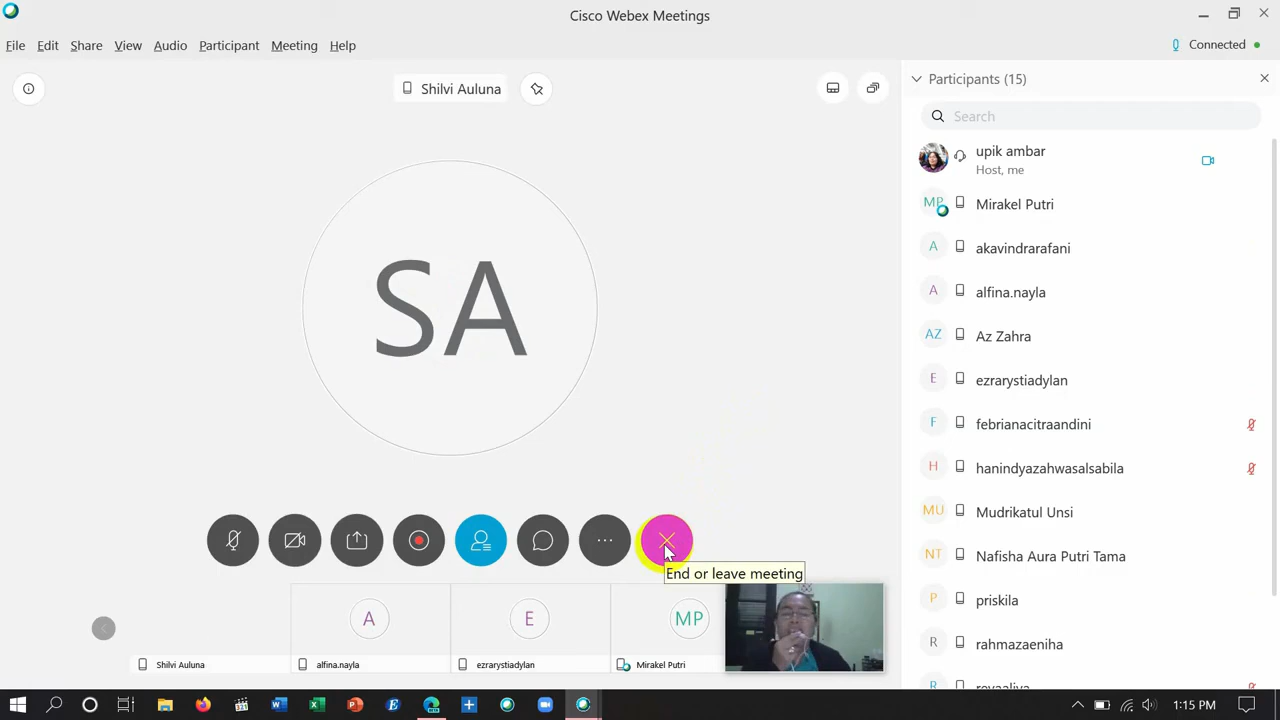 Cisco Webex Meetings
File Edit Share View Audio Participant Meeting Help
Connected
Shilvi Auluna
SA
Participants (15)
Search
upik ambar
Host, me
MP Mirakel Putri
A akavindrarafani
A alfina.nayla
AZ Az Zahra
E ezrarystiadylan
F febrianacitraandini
H hanindyazahwasalsabila
MU Mudrikatul Unsi
NT Nafisha Aura Putri Tama
P priskila
R rahmazaeniha
End or leave meeting
A
E
MP
Shilvi Auluna
alfina.nayla
ezrarystiadylan
Mirakel Putri
1:15 PM